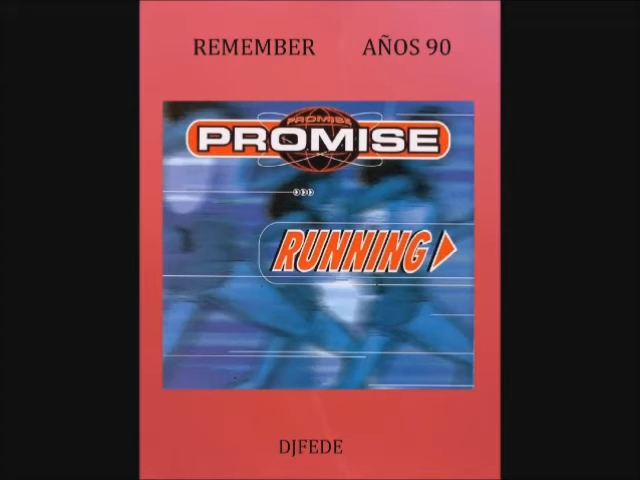 REMEMBER AÑOS 90
PROMISE
PROMISE
RUNNING
DJFEDE